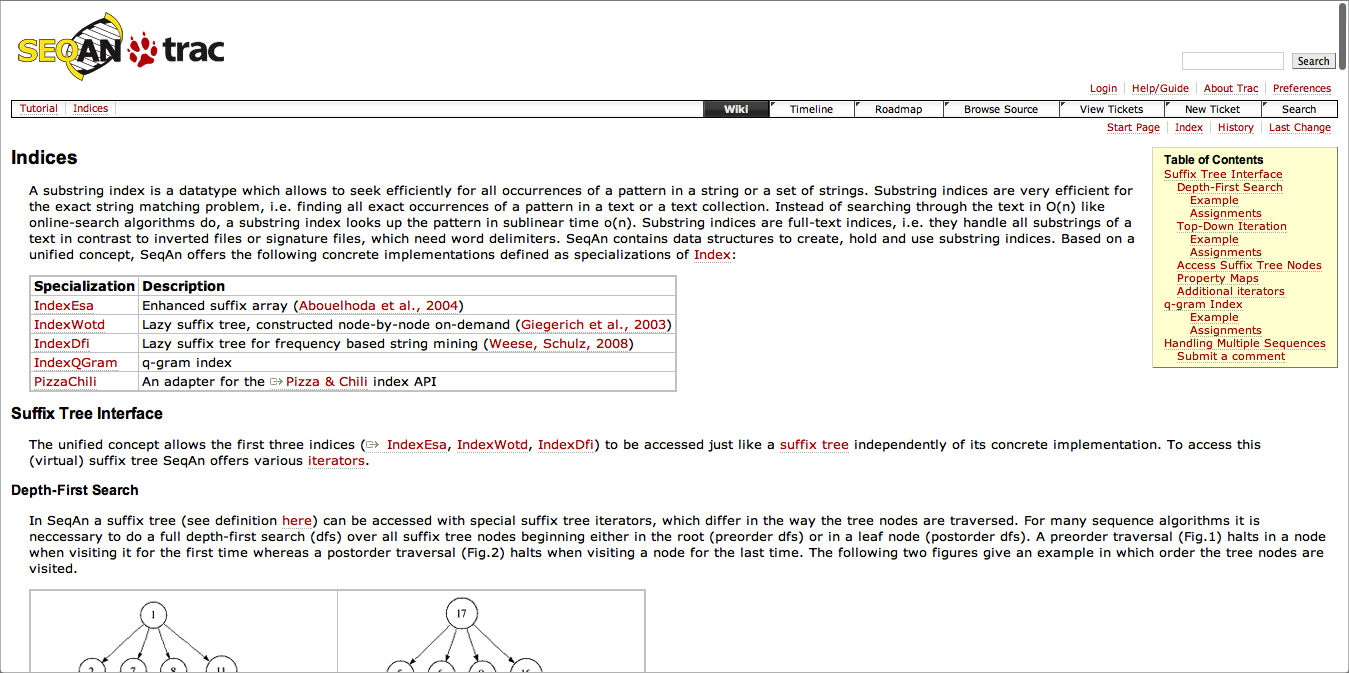 SEQAN trac
Search
Login Help/Guide About Trac Preferences
Tutorial Indices Wiki Timeline Roadmap Browse Source View Tickets New Ticket Search
Start Page Index History Last Change
Indices
A substring index is a datatype which allows to seek efficiently for all occurrences of a pattern in a string or a set of strings. Substring indices are very efficient for
the exact string matching problem, i.e. finding all exact occurrences of a pattern in a text or a text collection. Instead of searching through the text in O(n) like
online-search algorithms do, a substring index looks up the pattern in sublinear time o(n). Substring indices are full-text indices, i.e. they handle all substrings of a
text in contrast to inverted files or signature files, which need word delimiters. SeqAn contains data structures to create, hold and use substring indices. Based on a
unified concept, SeqAn offers the following concrete implementations defined as specializations of Index:
Table of Contents
Suffix Tree Interface
Depth-First Search
Example
Assignments
Top-Down Iteration
Example
Assignments
Access Suffix Tree Nodes
Property Maps
Additional iterators
q-gram Index
Example
Assignments
Handling Multiple Sequences
Submit a comment
Specialization Description
IndexEsa Enhanced suffix array (Abouelhoda et al., 2004)
IndexWotd Lazy suffix tree, constructed node-by-node on-demand (Giegerich et al., 2003)
IndexDfi Lazy suffix tree for frequency based string mining (Weese, Schulz, 2008)
IndexQGram q-gram index
PizzaChili An adapter for the Pizza & Chili index API
Suffix Tree Interface
The unified concept allows the first three indices ( IndexEsa, IndexWotd, IndexDfi) to be accessed just like a suffix tree independently of its concrete implementation. To access this
(virtual) suffix tree SeqAn offers various iterators.
Depth-First Search
In SeqAn a suffix tree (see definition here) can be accessed with special suffix tree iterators, which differ in the way the tree nodes are traversed. For many sequence algorithms it is
neccessary to do a full depth-first search (dfs) over all suffix tree nodes beginning either in the root (preorder dfs) or in a leaf node (postorder dfs). A preorder traversal (Fig.1) halts in a node
when visiting it for the first time whereas a postorder traversal (Fig.2) halts when visiting a node for the last time. The following two figures give an example in which order the tree nodes are
visited.
1 17